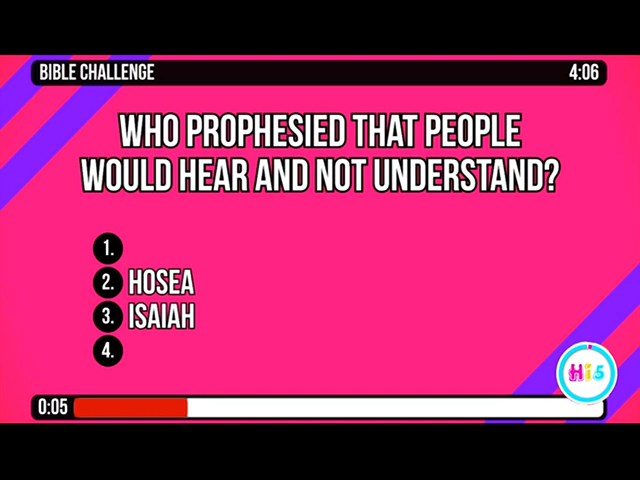 BIBLE CHALLENGE 4:06
WHO PROPHESIED THAT PEOPLE
WOULD HEAR AND NOT UNDERSTAND?
1.
2. HOSEA
3. ISAIAH
4.
Hi5
0:05